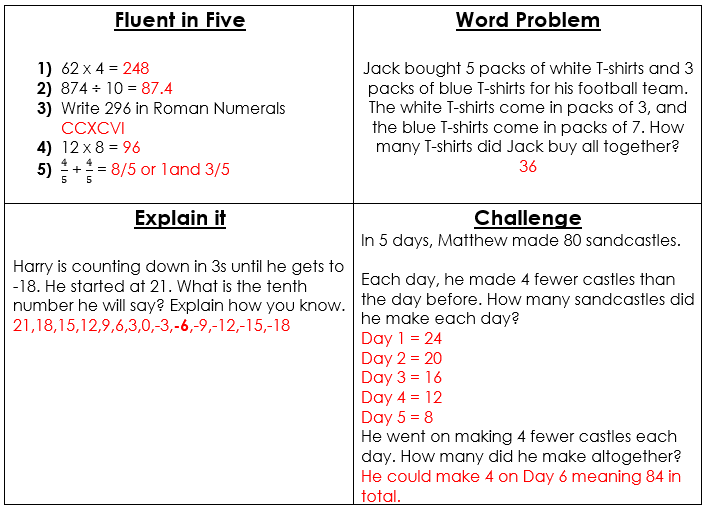 Fluent in Five
1) 62 x 4 = 248
2) 874 ÷ 10 = 87.4
3) Write 296 in Roman Numerals
CCXCVI
4) 12 x 8 = 96
5) 4/5 + 4/5 = 8/5 or 1and 3/5
Word Problem
Jack bought 5 packs of white T-shirts and 3
packs of blue T-shirts for his football team.
The white T-shirts come in packs of 3, and
the blue T-shirts come in packs of 7. How
many T-shirts did Jack buy all together?
36
Explain it
Harry is counting down in 3s until he gets to
-18. He started at 21. What is the tenth
number he will say? Explain how you know.
21,18,15,12,9,6,3,0,-3,-6,-9,-12,-15,-18
Challenge
In 5 days, Matthew made 80 sandcastles.
Each day, he made 4 fewer castles than
the day before. How many sandcastles did
he make each day?
Day 1 = 24
Day 2 = 20
Day 3 = 16
Day 4 = 12
Day 5 = 8
He went on making 4 fewer castles each
day. How many did he make altogether?
He could make 4 on Day 6 meaning 84 in
total.